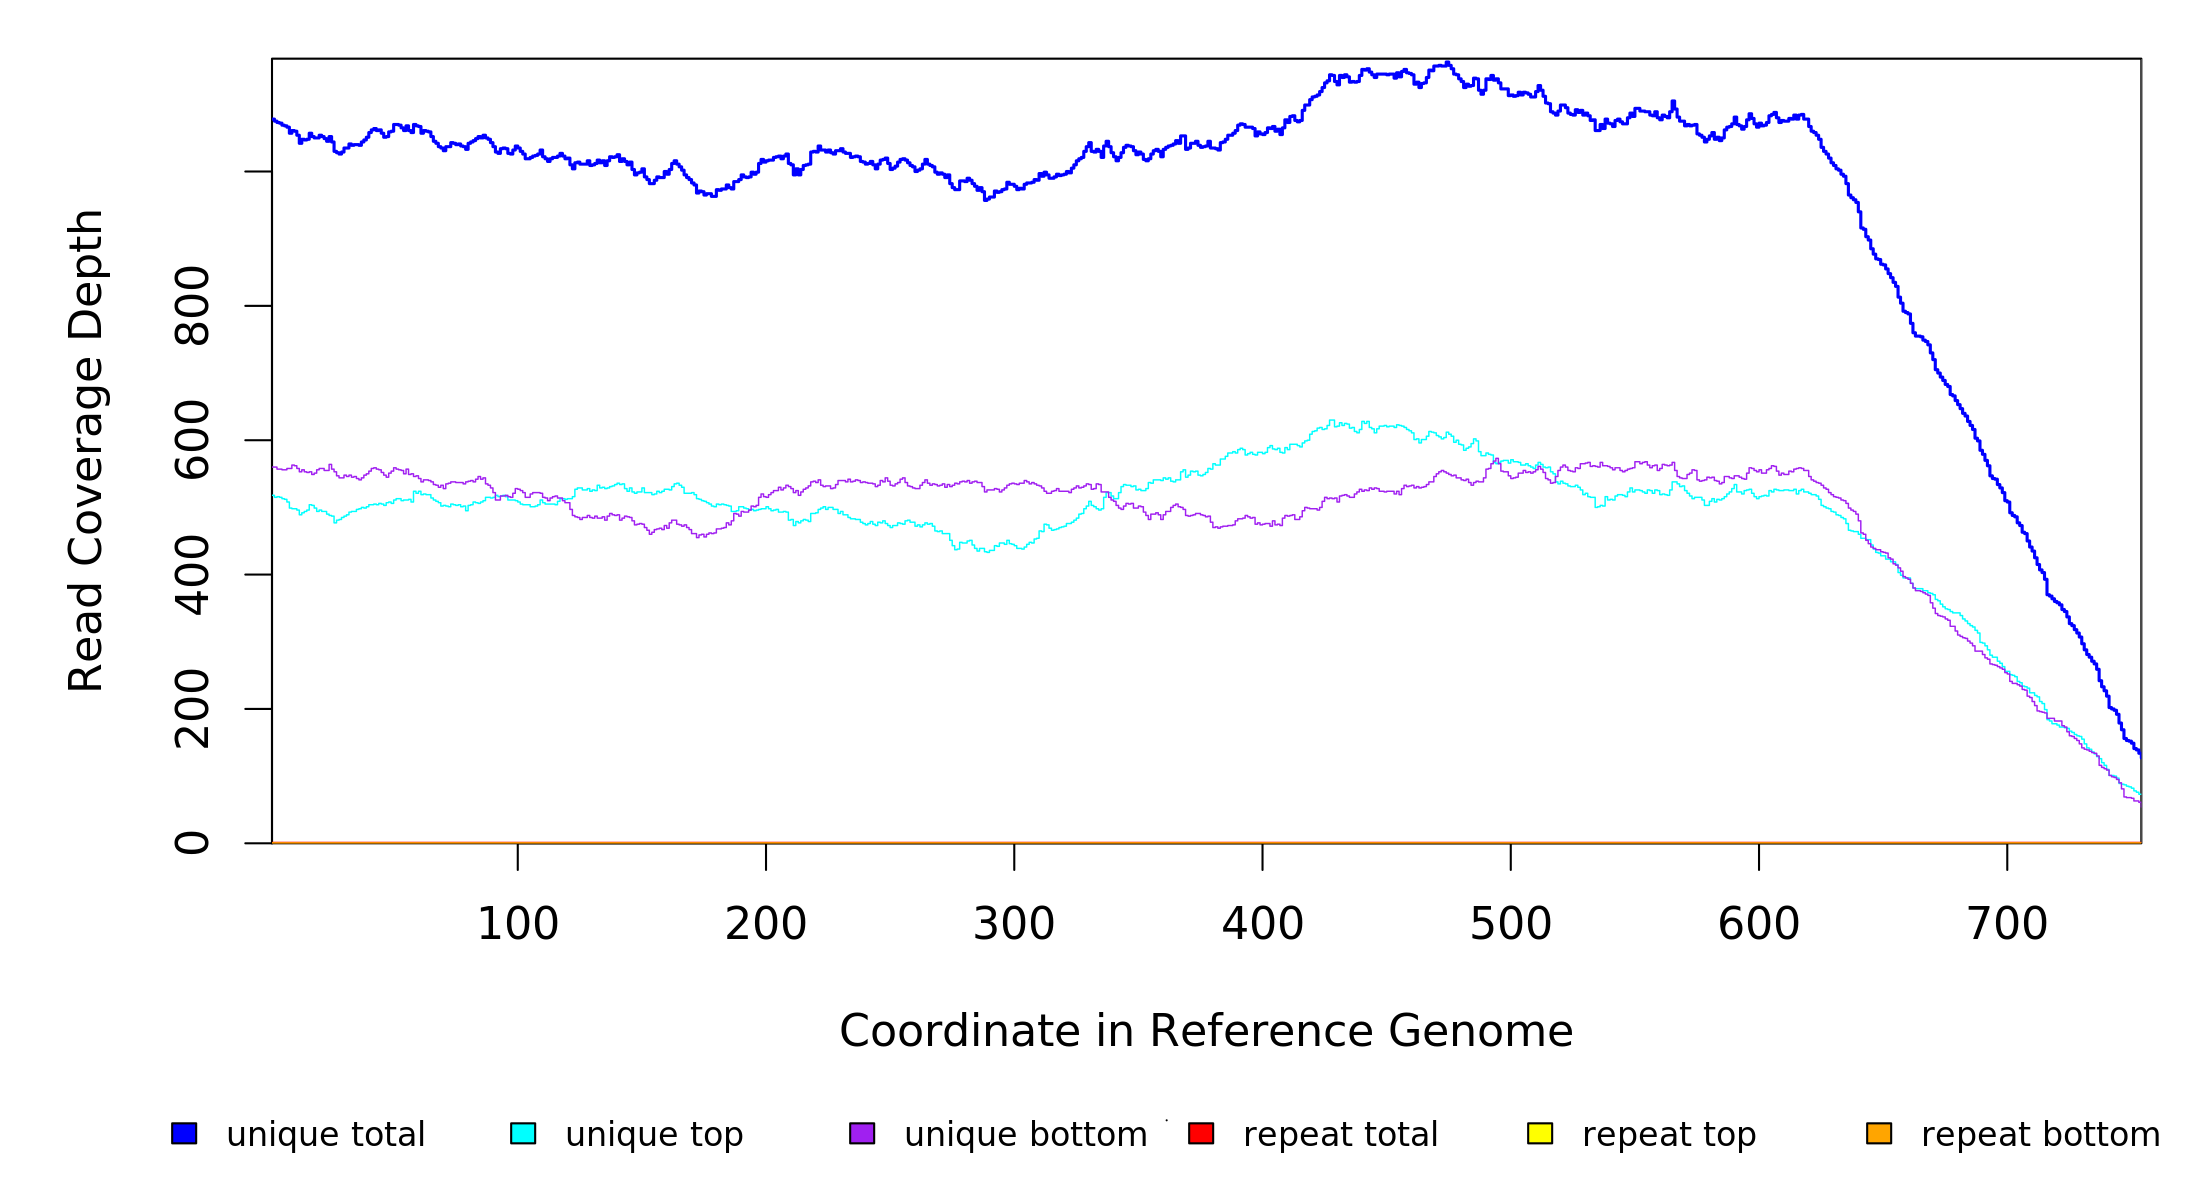 Read Coverage Depth
800
600
400
200
0
100 200 300 400 500 600 700
Coordinate in Reference Genome
unique total unique top unique bottom repeat total repeat top repeat bottom